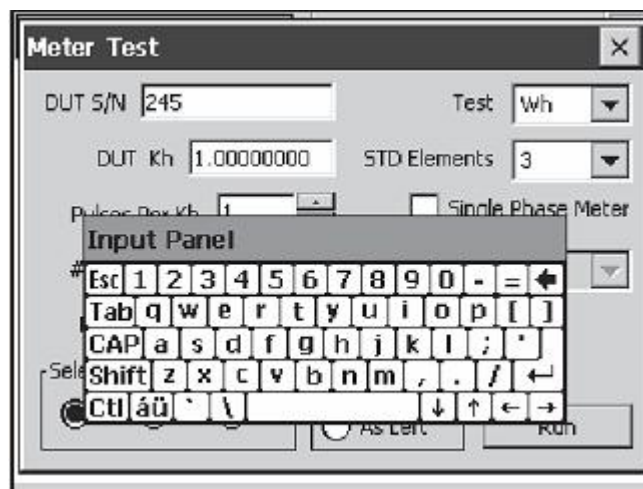 Meter Test
DUT S/N 245 Test Wh
DUT Kh 1.00000000 STD Elements 3
Pulses Per Kh 1 Single Phase Meter
Input Panel
#
Esc 1 2 3 4 5 6 7 8 9 0 - =
Tab q w e r t y u i o p [ ]
CAP a s d f g h j k l ; '
Sele
Shift z x c v b n m , . /
Ctl áü ` \ ↓ ↑ ← →
As Left Run